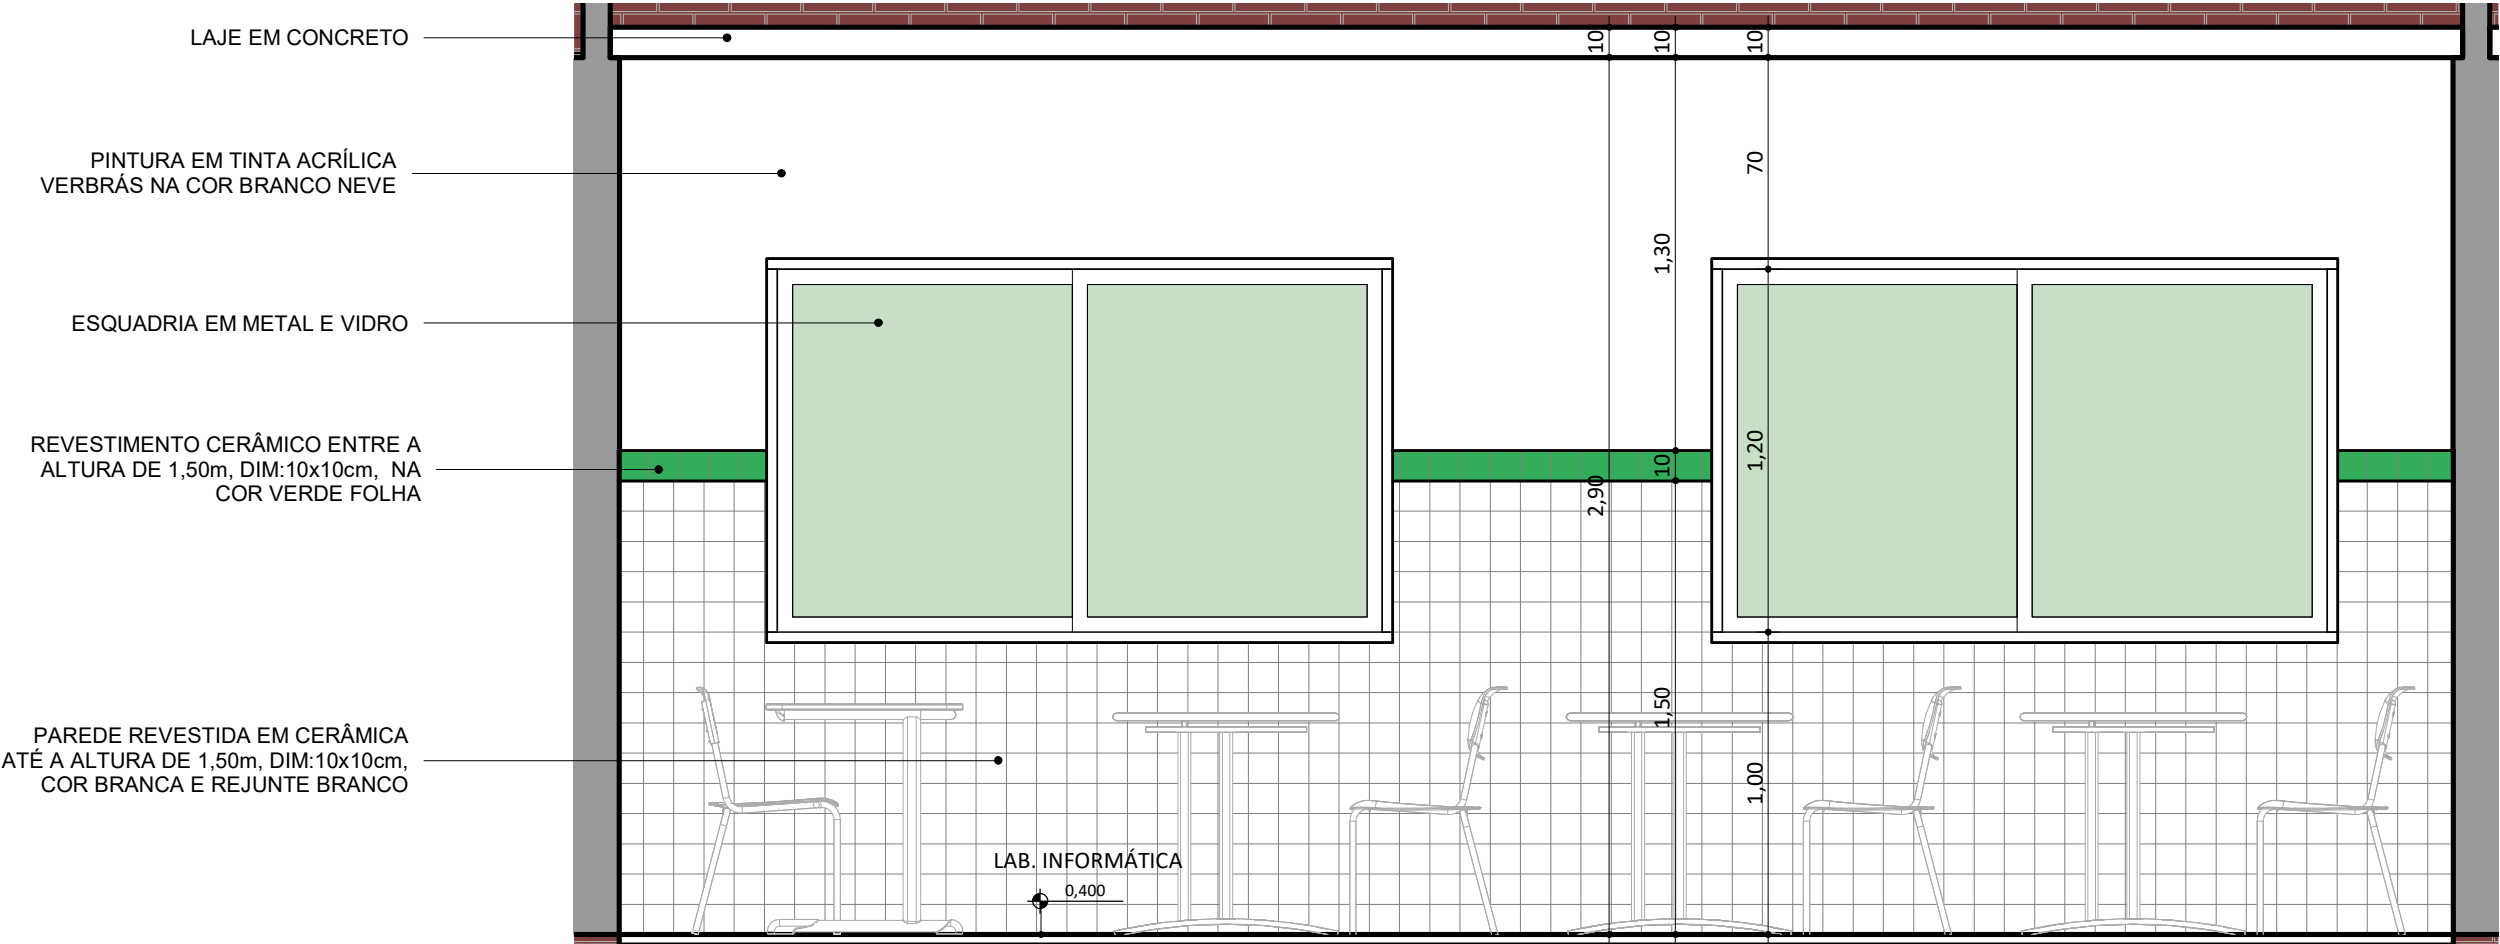 LAJE EM CONCRETO
10
10
10
PINTURA EM TINTA ACRÍLICA
VERBRÁS NA COR BRANCO NEVE
70
1,30
ESQUADRIA EM METAL E VIDRO
REVESTIMENTO CERÂMICO ENTRE A
ALTURA DE 1,50m, DIM:10x10cm, NA
COR VERDE FOLHA
2,90
10
1,20
PAREDE REVESTIDA EM CERÂMICA
ATÉ A ALTURA DE 1,50m, DIM:10x10cm,
COR BRANCA E REJUNTE BRANCO
1,50
1,00
LAB. INFORMÁTICA
0,400